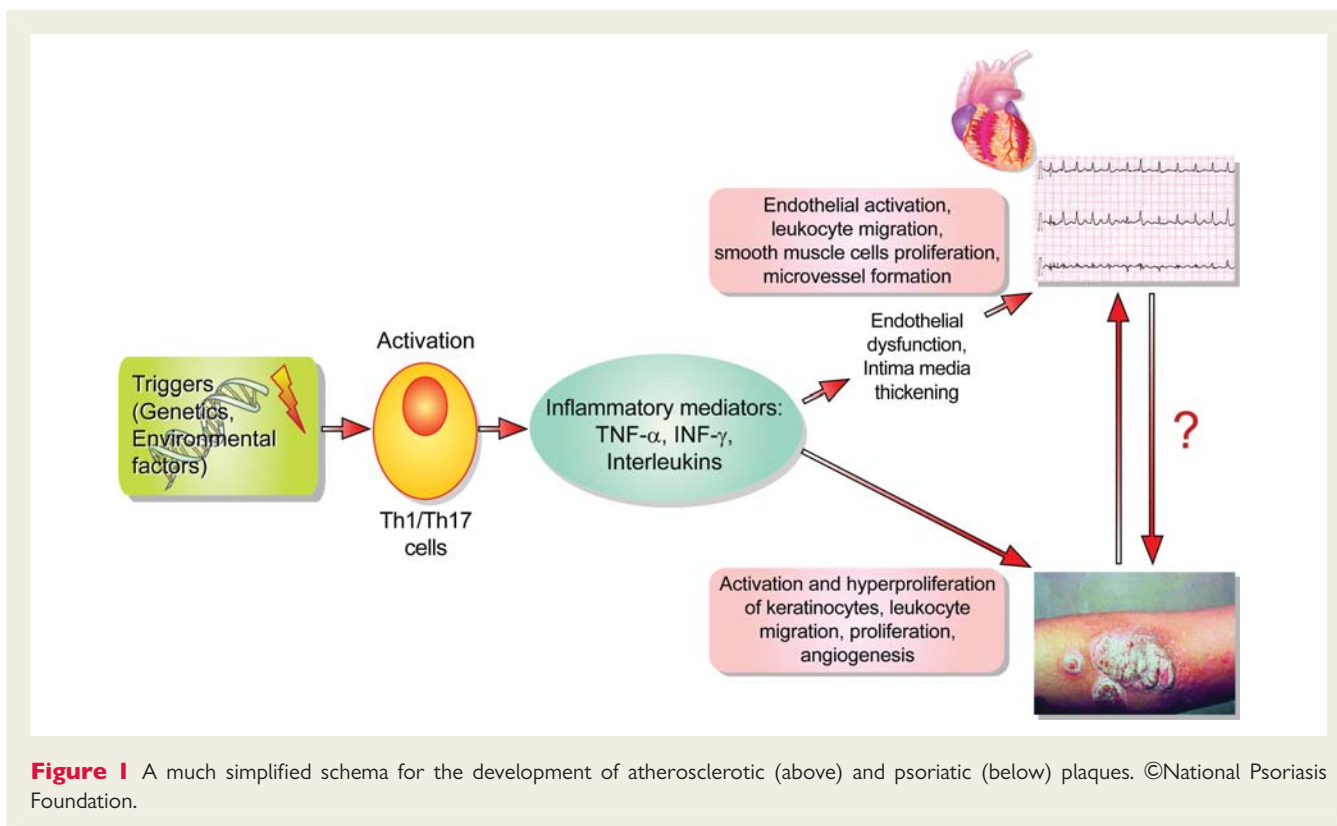 Triggers
(Genetics,
Environmental
factors)
Activation
Th1/Th17
cells
Inflammatory mediators:
TNF-α, INF-γ,
Interleukins
Endothelial activation,
leukocyte migration,
smooth muscle cells proliferation,
microvessel formation
Endothelial
dysfunction,
Intima media
thickening
?
Activation and hyperproliferation
of keratinocytes, leukocyte
migration, proliferation,
angiogenesis
Figure 1 A much simplified schema for the development of atherosclerotic (above) and psoriatic (below) plaques. ©National Psoriasis
Foundation.